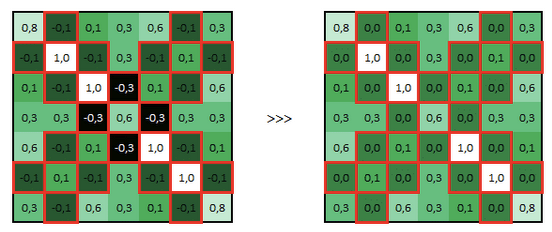 0,8 -0,1 0,1 0,3 0,6 -0,1 0,3
-0,1 1,0 -0,1 0,3 -0,1 0,1 -0,1
0,1 -0,1 1,0 -0,3 0,1 -0,1 0,6
0,3 0,3 -0,3 0,6 -0,3 0,3 0,3
0,6 -0,1 0,1 -0,3 1,0 -0,1 0,1
-0,1 0,1 -0,1 0,3 -0,1 1,0 -0,1
0,3 -0,1 0,6 0,3 0,1 -0,1 0,8
>>>
0,8 0,0 0,1 0,3 0,6 0,0 0,3
0,0 1,0 0,0 0,3 0,0 0,1 0,0
0,1 0,0 1,0 0,0 0,1 0,0 0,6
0,3 0,3 0,0 0,6 0,0 0,3 0,3
0,6 0,0 0,1 0,0 1,0 0,0 0,1
0,0 0,1 0,0 0,3 0,0 1,0 0,0
0,3 0,0 0,6 0,3 0,1 0,0 0,8